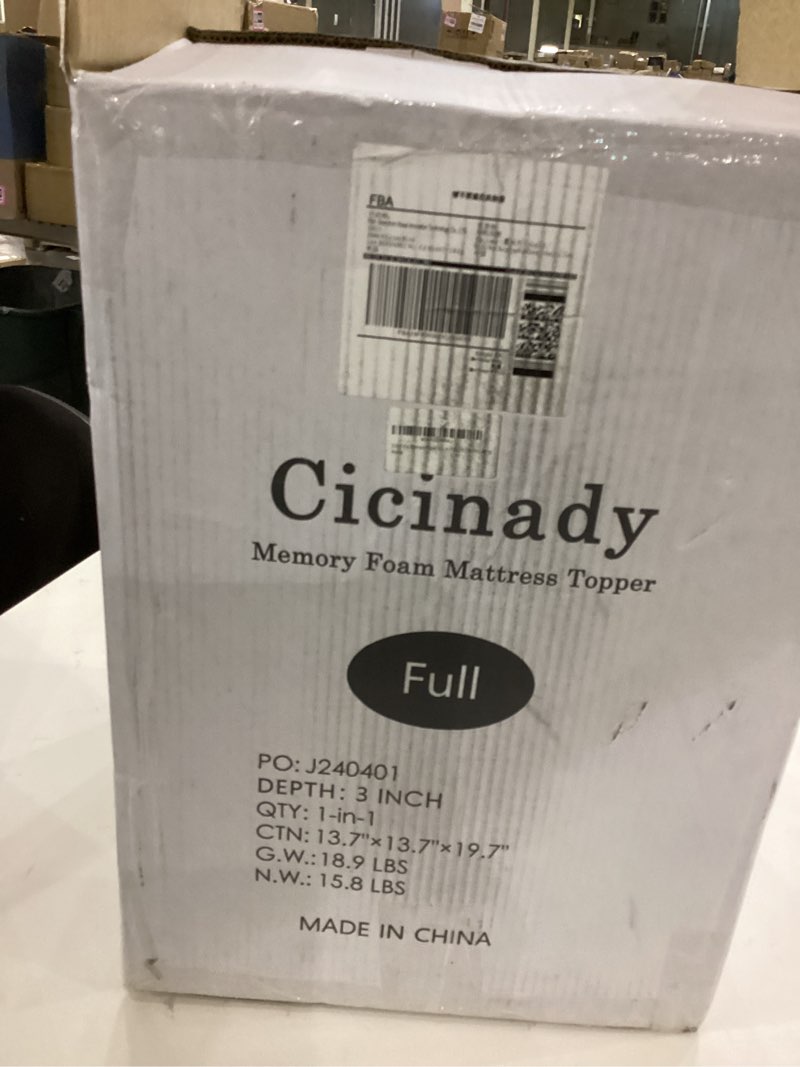 FBA
Cicinady
Memory Foam Mattress Topper
Full
PO: J240401
DEPTH: 3 INCH
QTY: 1-in-1
CTN: 13.7"×13.7"×19.7"
G.W.: 18.9 LBS
N.W.: 15.8 LBS
MADE IN CHINA